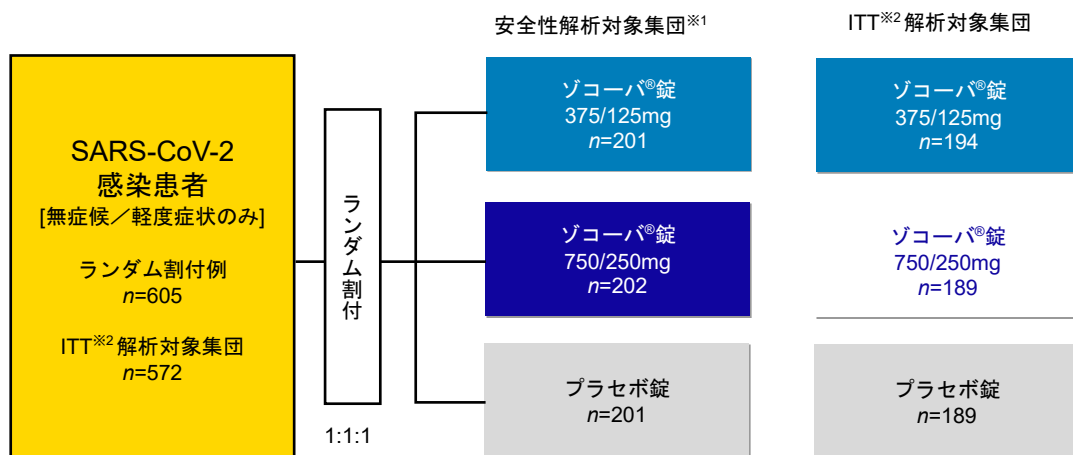 安全性解析対象集団※1
ITT※2解析対象集団
SARS-CoV-2
感染患者
[無症候／軽度症状のみ]
ランダム割付例
n=605
ITT※2解析対象集団
n=572
ランダム割付
1:1:1
ゾコーバ®錠
375/125mg
n=201
ゾコーバ®錠
375/125mg
n=194
ゾコーバ®錠
750/250mg
n=202
ゾコーバ®錠
750/250mg
n=189
プラセボ錠
n=201
プラセボ錠
n=189